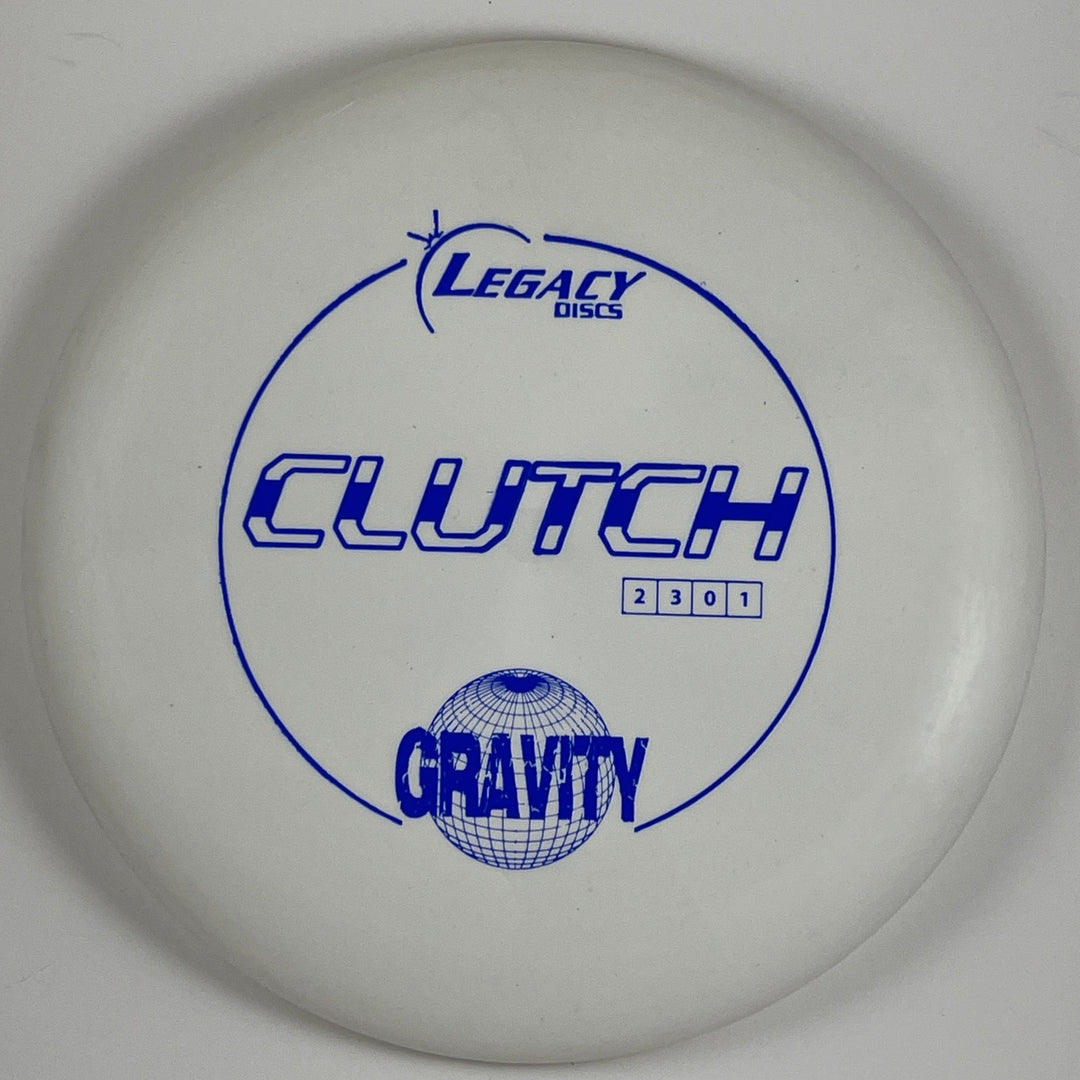 LEGACY
DISCS
CLUTCH
2 3 0 1
GRAVITY